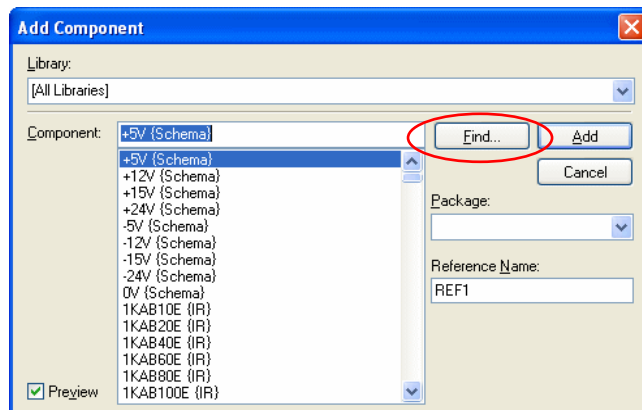 Add Component
Library:
[All Libraries]
Component: +5V {Schema} Find... Add
+5V {Schema}
+12V {Schema}
+15V {Schema}
+24V {Schema}
-5V {Schema}
-12V {Schema}
-15V {Schema}
-24V {Schema}
0V {Schema}
1KAB10E {IR}
1KAB20E {IR}
1KAB40E {IR}
1KAB60E {IR}
1KAB80E {IR}
1KAB100E {IR}
Cancel
Package:
Reference Name:
REF1
Preview